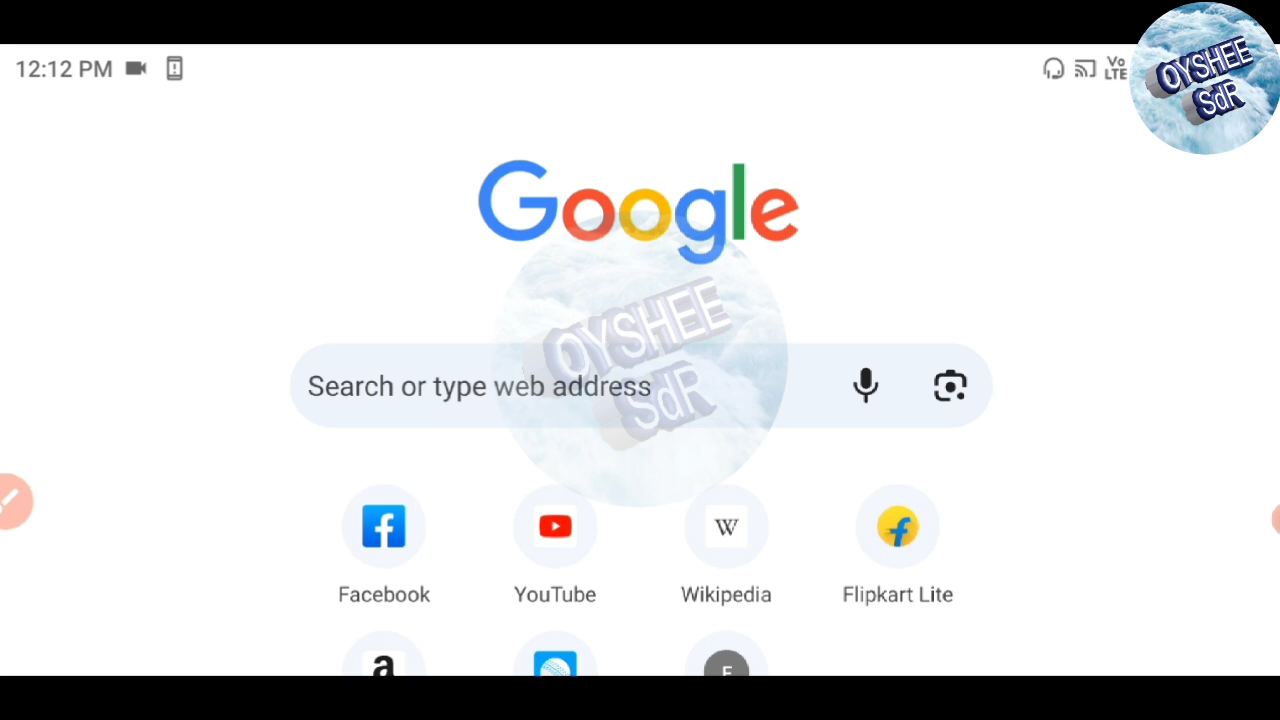 12:12 PM
Vo
LTE
OYSHEE
SdR
Google
OYSHEE
SdR
Search or type web address
Facebook
YouTube
W
Wikipedia
Flipkart Lite
a